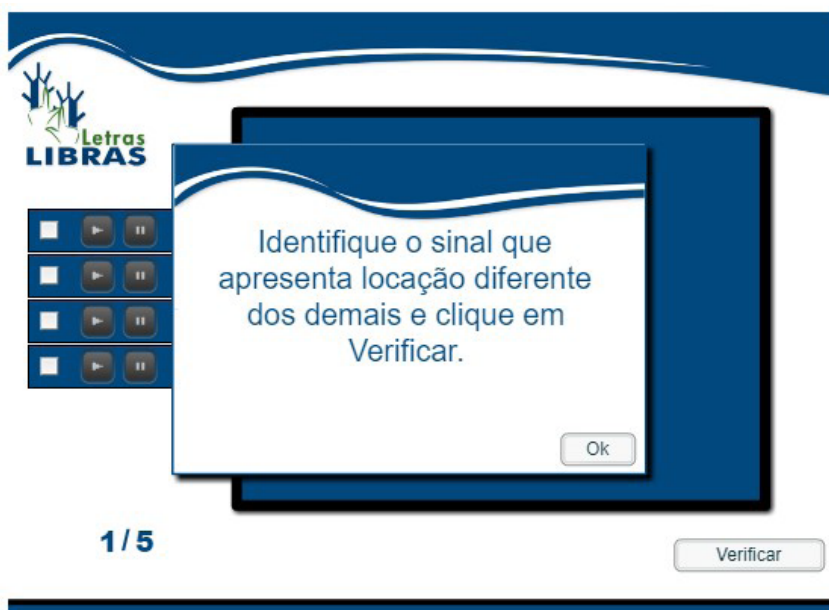 Letras
LIBRAS
Identifique o sinal que
apresenta locação diferente
dos demais e clique em
Verificar.
Ok
1/5
Verificar